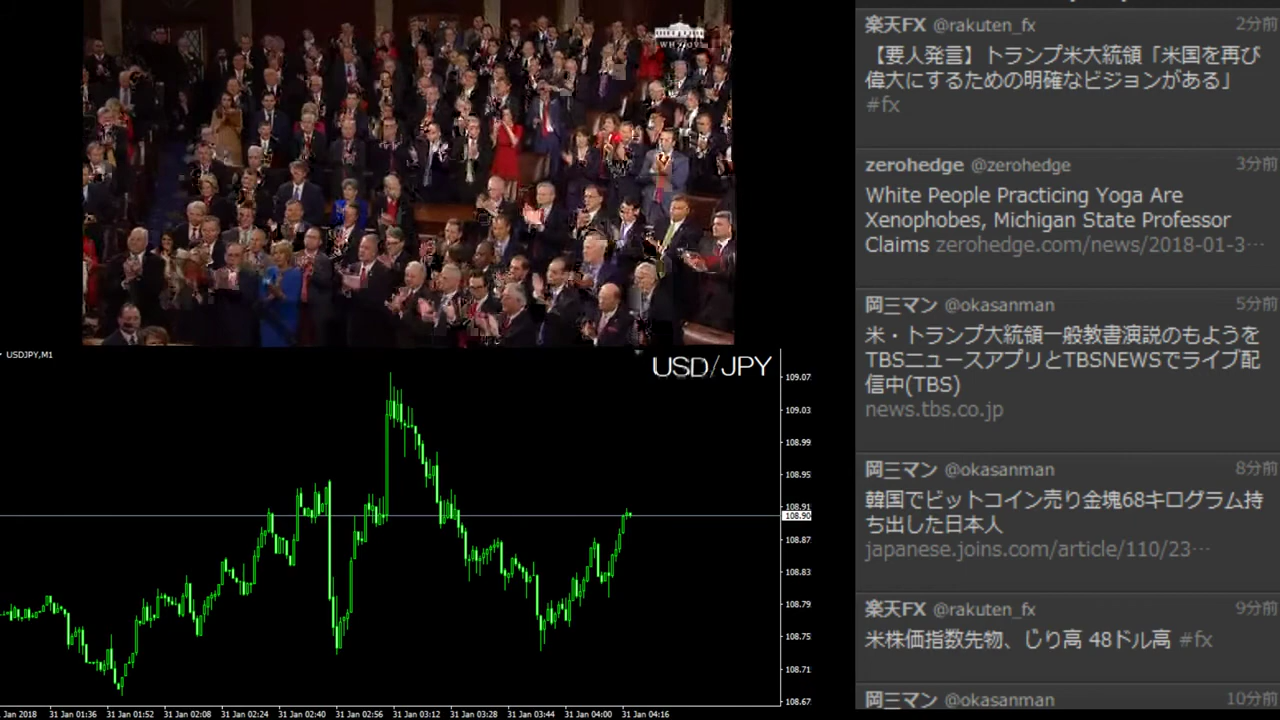 USDJPY,M1
USD/JPY
109.07
109.03
108.99
108.95
108.91
108.90
108.87
108.83
108.79
108.75
108.71
108.67
Jan 2018
31 Jan 01:36
31 Jan 01:52
31 Jan 02:08
31 Jan 02:24
31 Jan 02:40
31 Jan 02:56
31 Jan 03:12
31 Jan 03:28
31 Jan 03:44
31 Jan 04:00
31 Jan 04:16
楽天FX @rakuten_fx 2分前
【要人発言】トランプ米大統領「米国を再び
偉大にするための明確なビジョンがある」
#fx
zerohedge @zerohedge 3分前
White People Practicing Yoga Are
Xenophobes, Michigan State Professor
Claims zerohedge.com/news/2018-01-3…
岡三マン @okasanman 5分前
米・トランプ大統領一般教書演説のもようを
TBSニュースアプリとTBSNEWSでライブ配
信中(TBS)
news.tbs.co.jp
岡三マン @okasanman 8分前
韓国でビットコイン売り金塊68キログラム持
ち出した日本人
japanese.joins.com/article/110/23…
楽天FX @rakuten_fx 9分前
米株価指数先物、じり高 48ドル高 #fx
岡三マン @okasanman 10分前